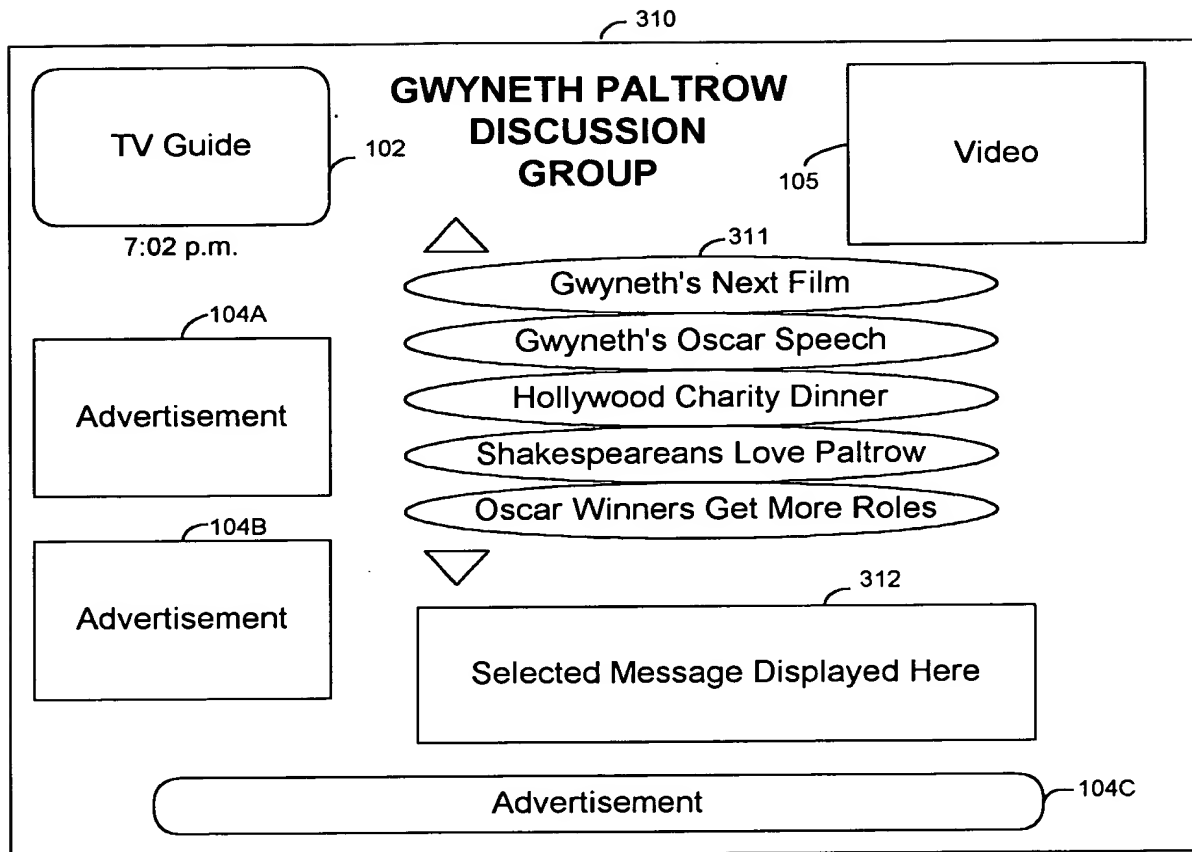 310
GWYNETH PALTROW
DISCUSSION
GROUP
TV Guide
102
105
Video
7:02 p.m.
311
Gwyneth's Next Film
Gwyneth's Oscar Speech
Hollywood Charity Dinner
Shakespeareans Love Paltrow
Oscar Winners Get More Roles
104A
Advertisement
104B
Advertisement
312
Selected Message Displayed Here
Advertisement
104C